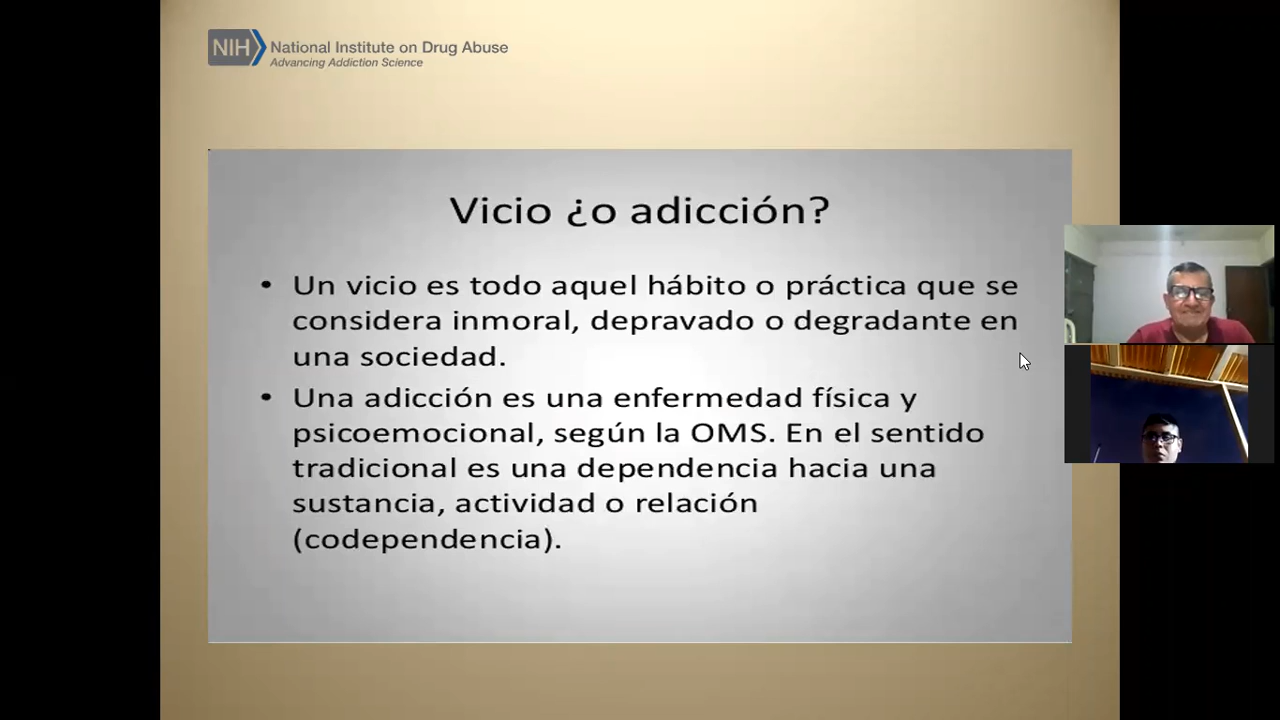 NIH National Institute on Drug Abuse
Advancing Addiction Science
Vicio ¿o adicción?
• Un vicio es todo aquel hábito o práctica que se
considera inmoral, depravado o degradante en
una sociedad.
• Una adicción es una enfermedad física y
psicoemocional, según la OMS. En el sentido
tradicional es una dependencia hacia una
sustancia, actividad o relación
(codependencia).